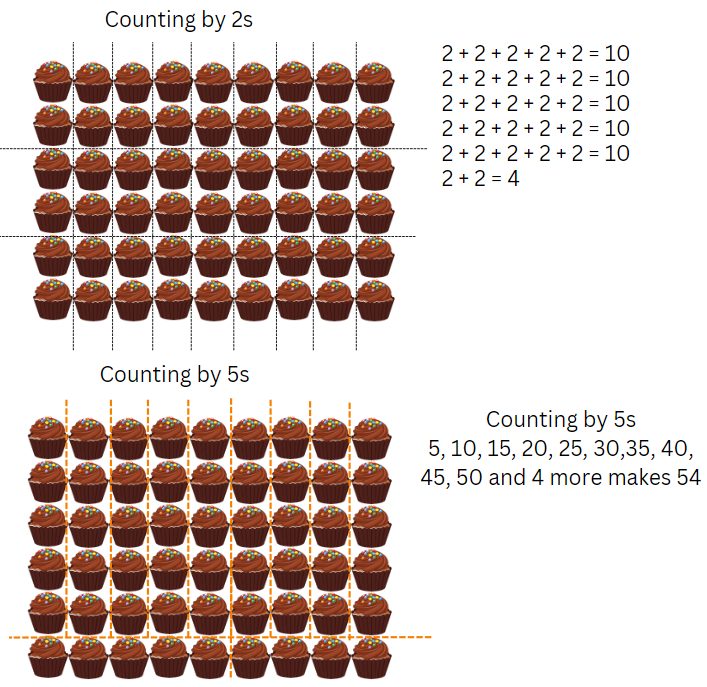 Counting by 2s
2 + 2 + 2 + 2 + 2 = 10
2 + 2 + 2 + 2 + 2 = 10
2 + 2 + 2 + 2 + 2 = 10
2 + 2 + 2 + 2 + 2 = 10
2 + 2 + 2 + 2 + 2 = 10
2 + 2 = 4
Counting by 5s
Counting by 5s
5, 10, 15, 20, 25, 30,35, 40,
45, 50 and 4 more makes 54